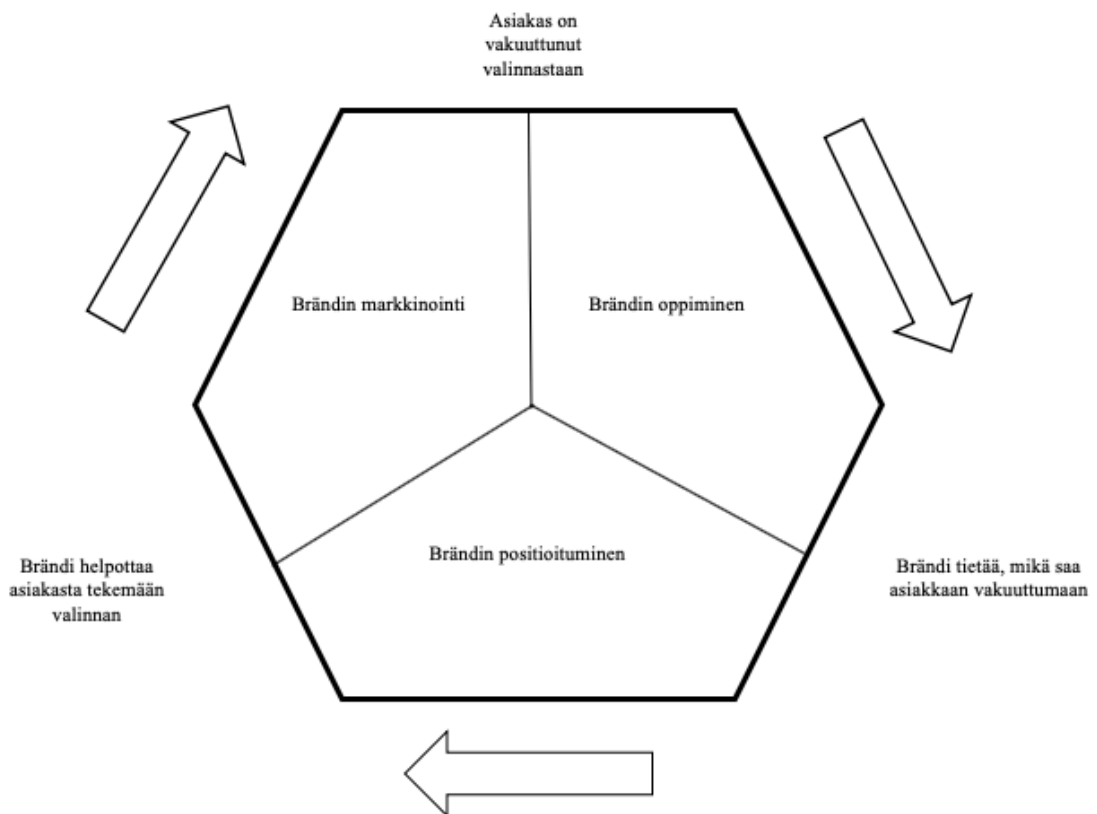 Asiakas on
vakuuttunut
valinnastaan
Brändin markkinointi
Brändin oppiminen
Brändin positioituminen
Brändi helpottaa
asiakasta tekemään
valinnan
Brändi tietää, mikä saa
asiakkaan vakuuttumaan